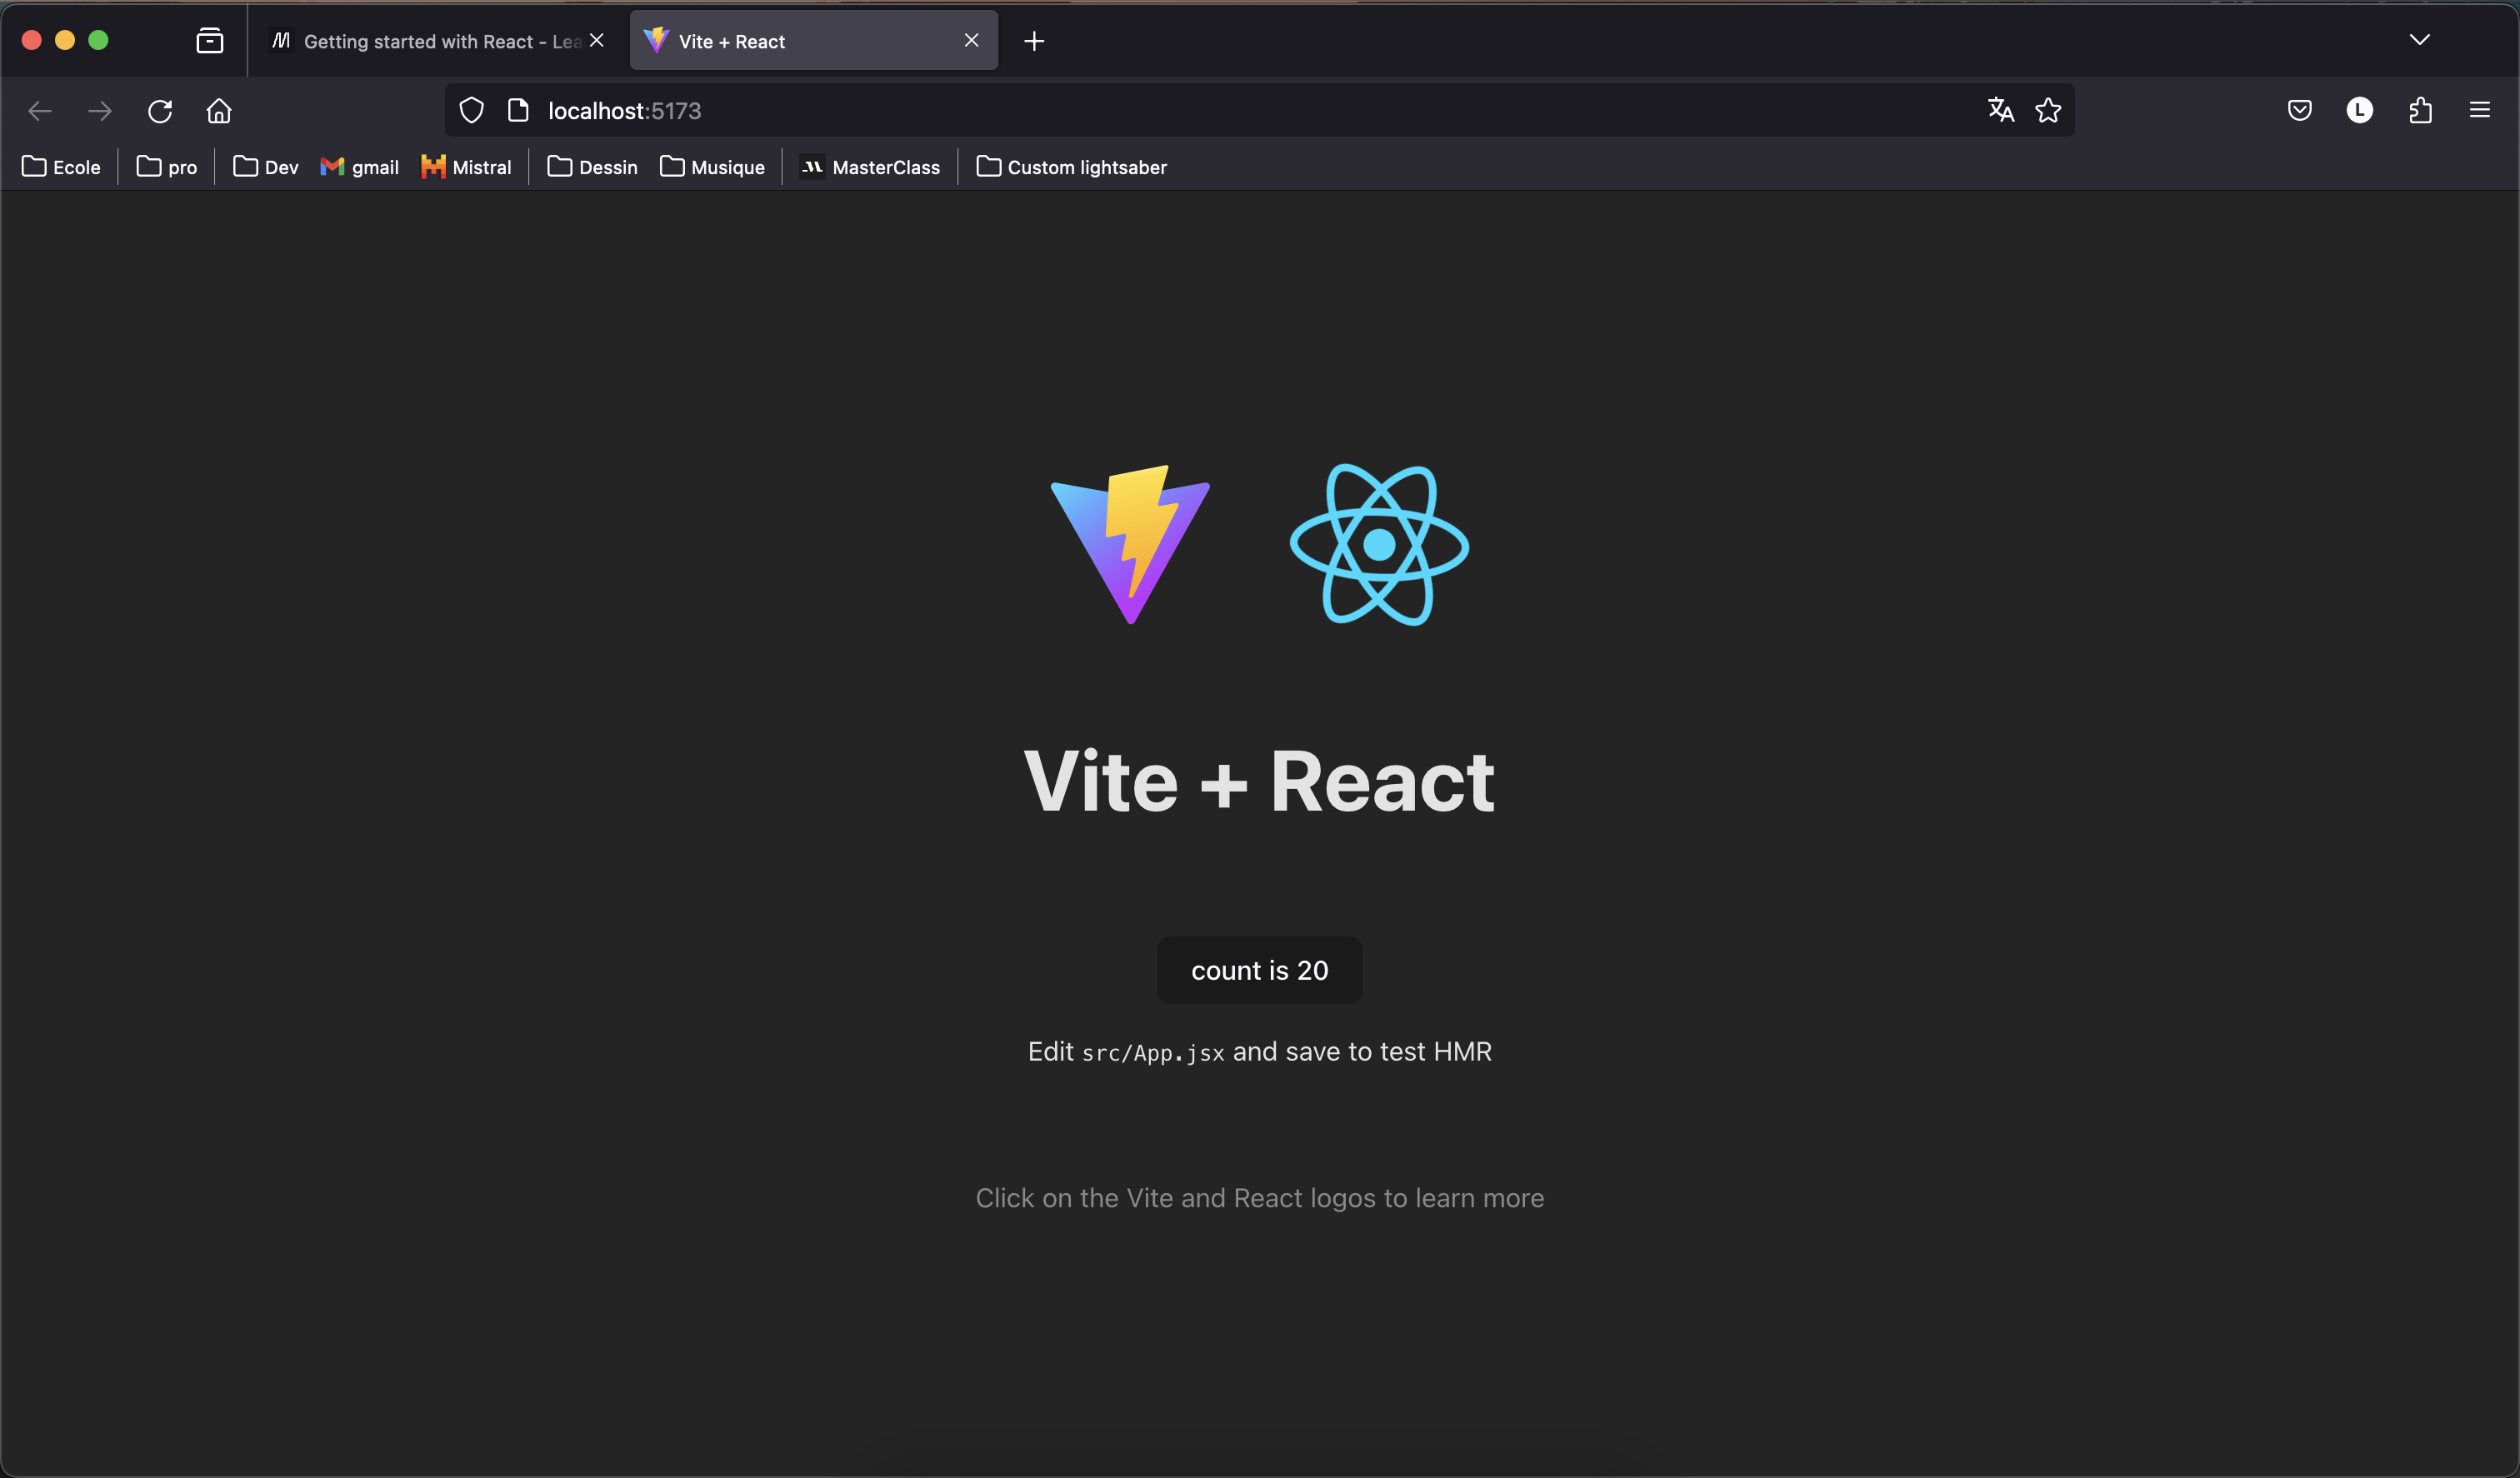 Getting started with React - Lea
Vite + React
localhost:5173
L
Ecole pro Dev gmail Mistral Dessin Musique MasterClass Custom lightsaber
Vite + React
count is 20
Edit src/App.jsx and save to test HMR
Click on the Vite and React logos to learn more